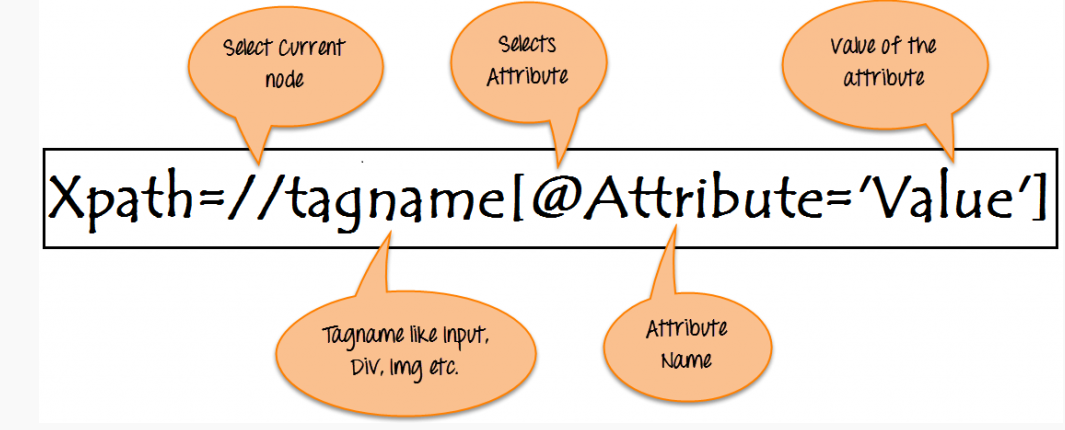 Select Current
node
Selects
Attribute
Value of the
attribute
Xpath=//tagname[@Attribute='Value']
Tagname like Input,
Div, Img etc.
Attribute
Name